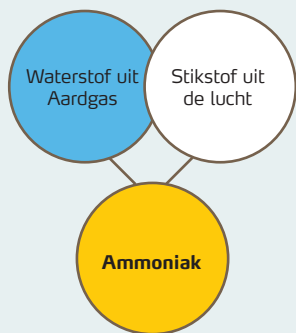 Waterstof uit
Aardgas
Stikstof uit
de lucht
Ammoniak